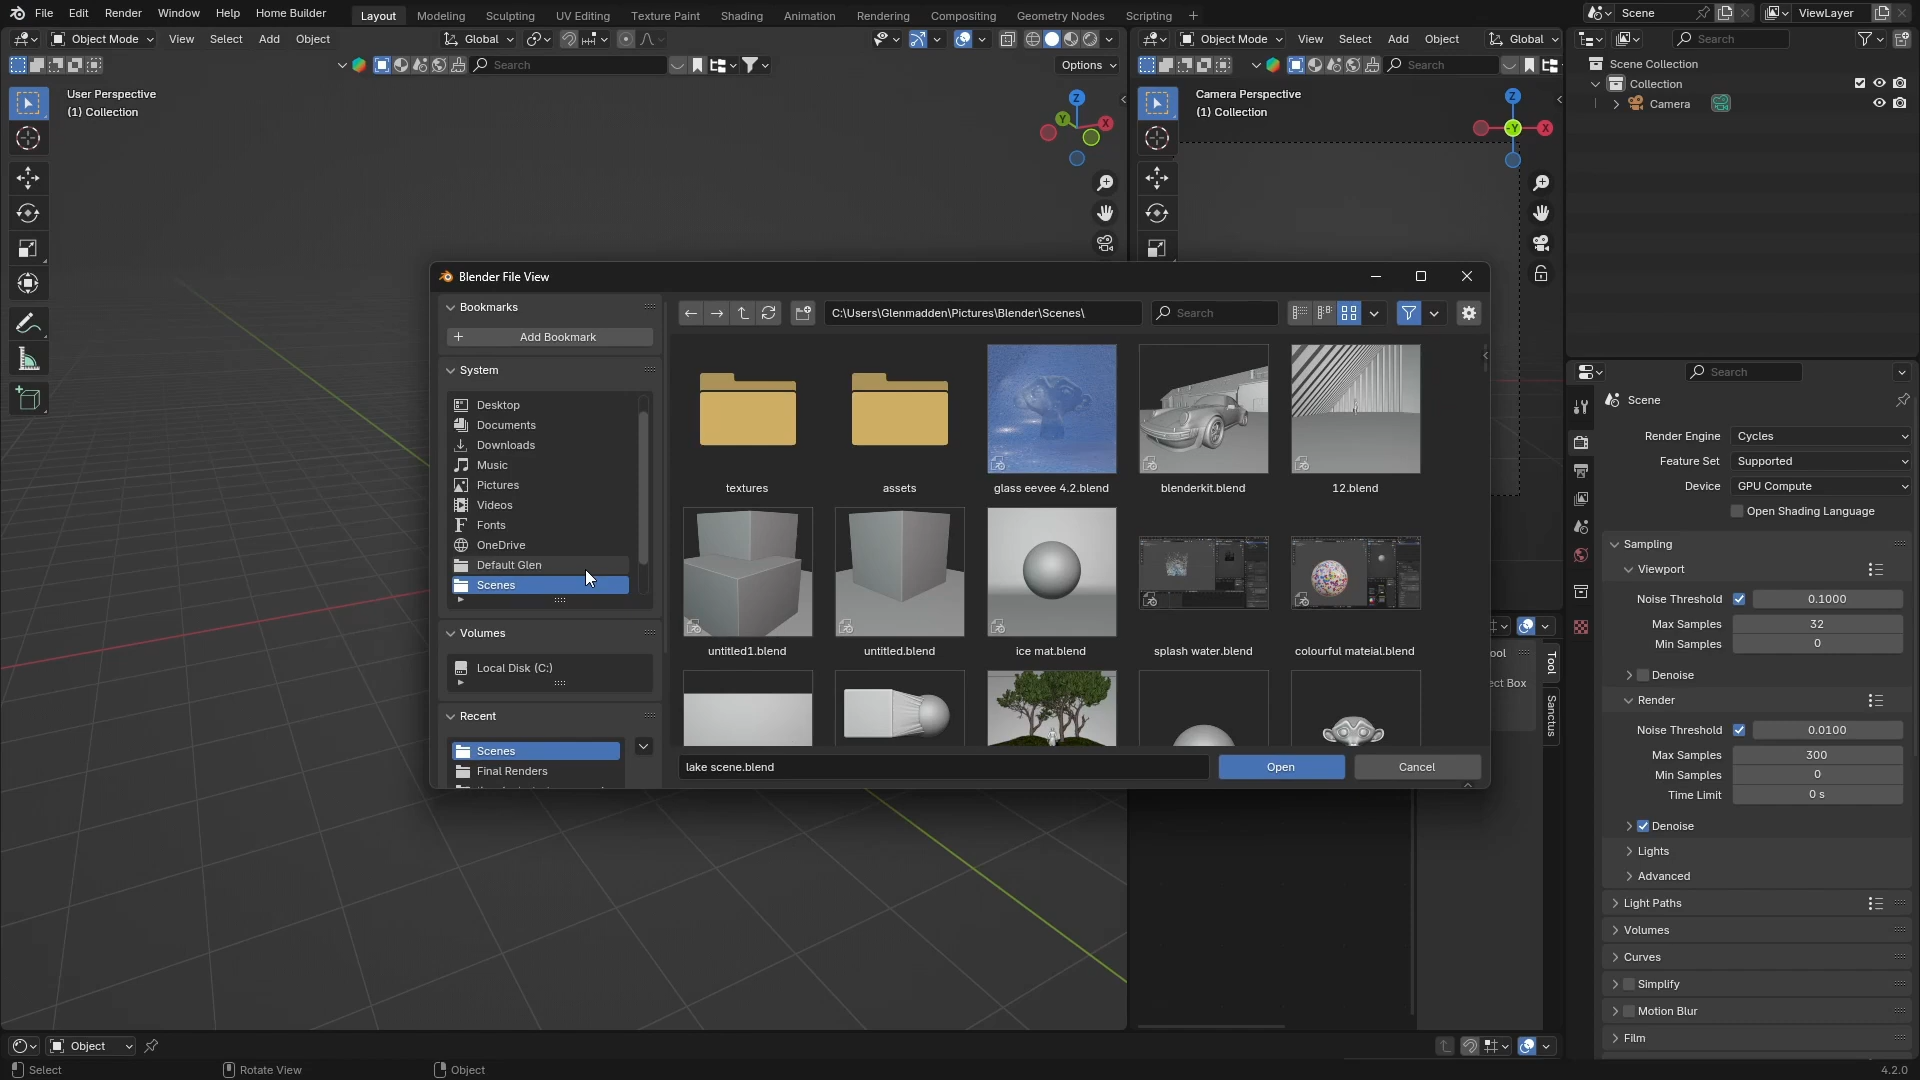 File Edit Render Window Help Home Builder Layout Modeling Sculpting UV Editing Texture Paint Shading Animation Rendering Compositing Geometry Nodes Scripting + Scene ViewLayer
Object Mode View Select Add Object Global Object Mode View Select Add Object Global Search
Search Options Search
User Perspective
(1) Collection
Camera Perspective
(1) Collection
Z
Y
X
Z
-Y
X
Scene Collection
Collection
Camera
Blender File View
Bookmarks
Add Bookmark
System
Desktop
Documents
Downloads
Music
Pictures
Videos
Fonts
OneDrive
Default Glen
Scenes
Volumes
Local Disk (C:)
Recent
Scenes
Final Renders
C:\Users\Glenmadden\Pictures\Blender\Scenes\ Search
textures assets glass eevee 4.2.blend blenderkit.blend 12.blend
untitled1.blend untitled.blend ice mat.blend splash water.blend colourful mateial.blend
lake scene.blend Open Cancel
ool
ect Box
Tool
Sanctus
Search
Scene
Render Engine Cycles
Feature Set Supported
Device GPU Compute
Open Shading Language
Sampling
Viewport
Noise Threshold 0.1000
Max Samples 32
Min Samples 0
Denoise
Render
Noise Threshold 0.0100
Max Samples 300
Min Samples 0
Time Limit 0 s
Denoise
Lights
Advanced
Light Paths
Volumes
Curves
Simplify
Motion Blur
Film
Object
Select Rotate View Object 4.2.0